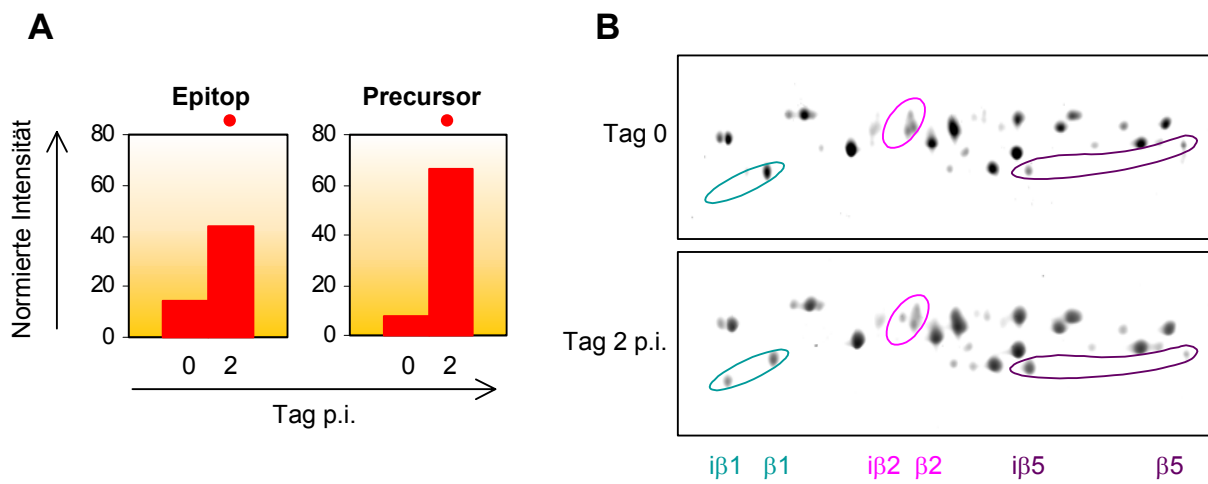 A
Epitop
Precursor
Normierte Intensität
80
60
40
20
0
80
60
40
20
0
0 2
0 2
Tag p.i.
B
Tag 0
Tag 2 p.i.
iβ1 β1 iβ2 β2 iβ5 β5